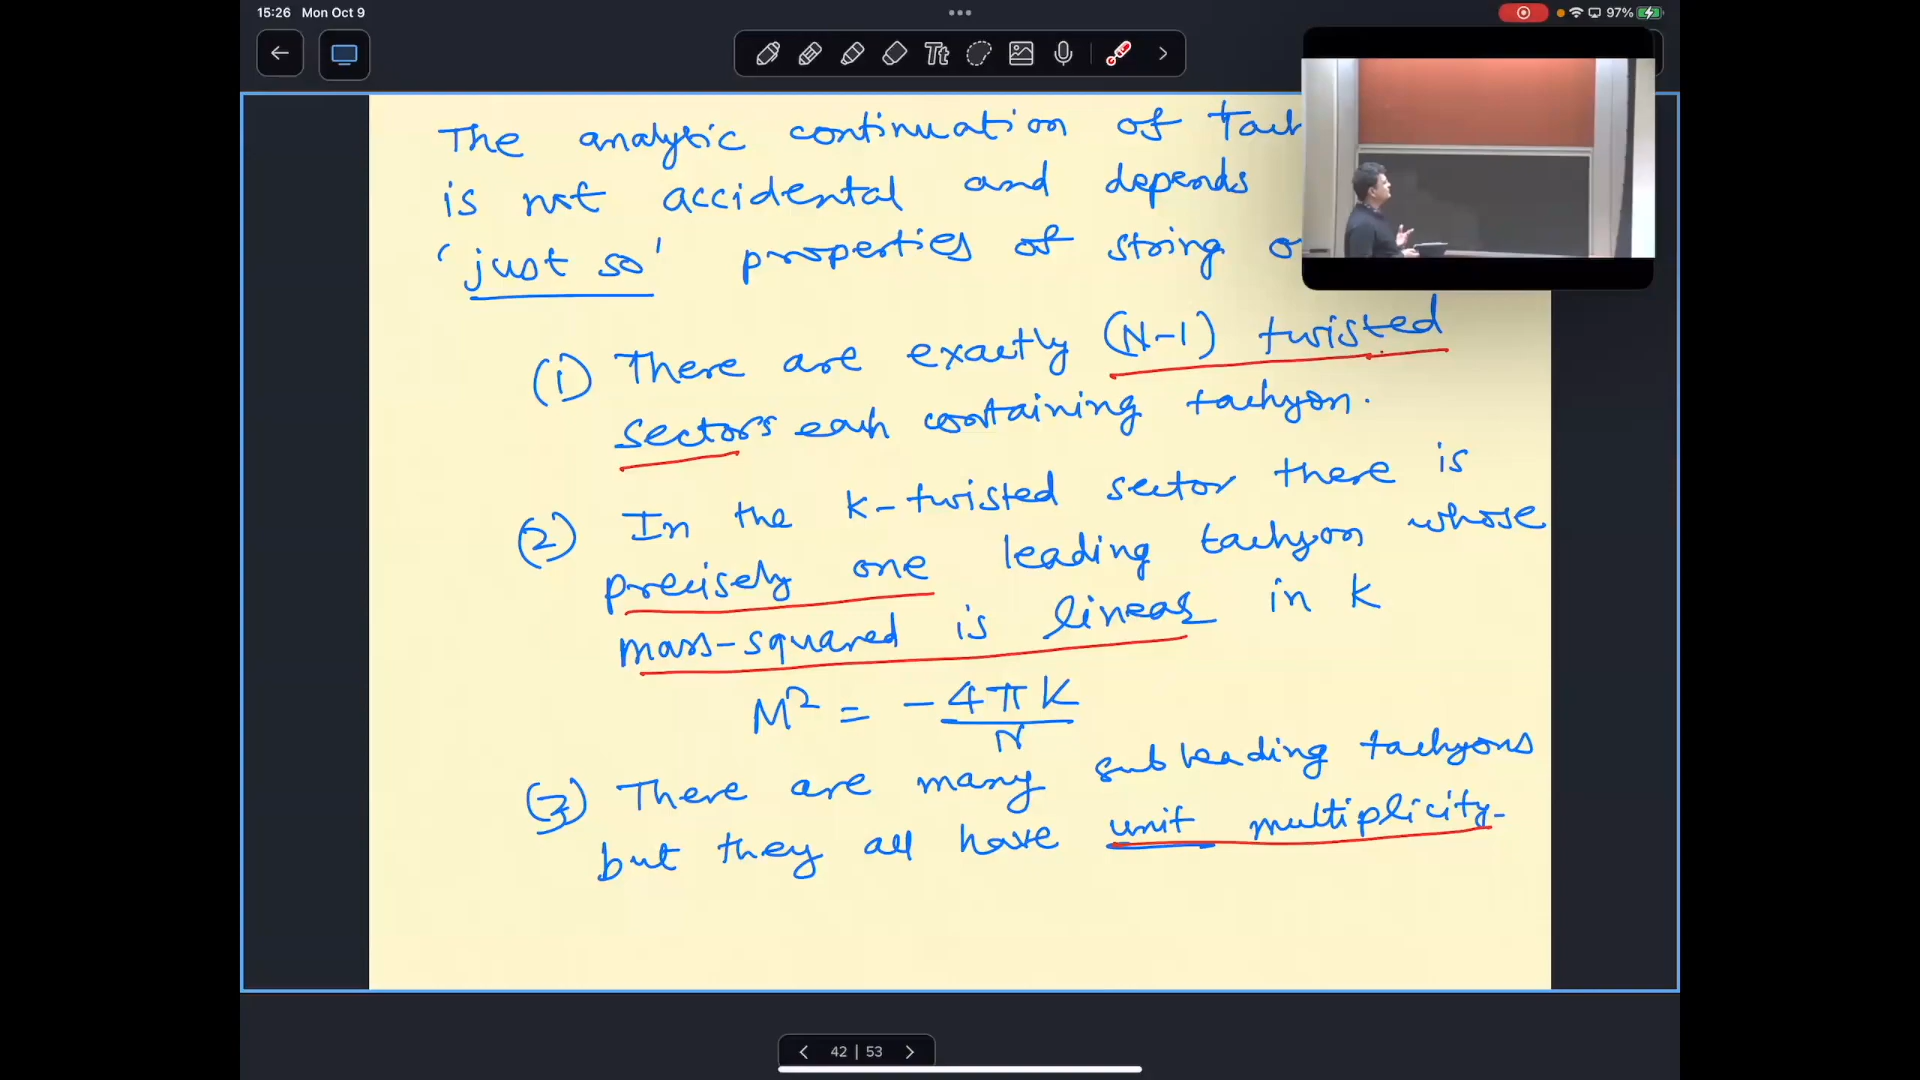 15:26 Mon Oct 9
97%
Tt
The analytic continuation of Tach
is not accidental and depends
'just so' properties of string o
(1) There are exactly (N-1) twisted
sectors each containing tachyon.
(2) In the k-twisted sector there is
precisely one leading tachyon whose
mass-squared is linear in k
M² = - 4πk
N
(3) There are many subleading tachyons
but they all have unit multiplicity-
42 | 53